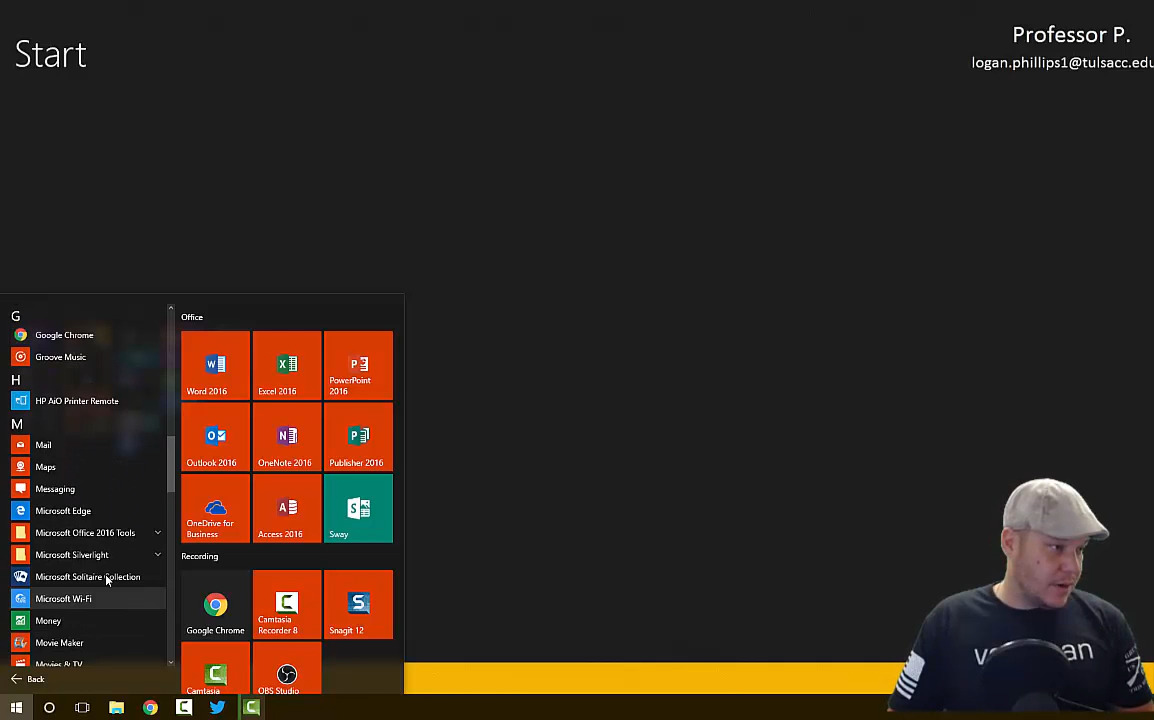 Start
Professor P.
logan.phillips1@tulsacc.edu
G
Google Chrome
Groove Music
H
HP AiO Printer Remote
M
Mail
Maps
Messaging
Microsoft Edge
Microsoft Office 2016 Tools
Microsoft Silverlight
Microsoft Solitaire Collection
Microsoft Wi-Fi
Money
Movie Maker
Movies & TV
Back
Office
Word 2016
Excel 2016
PowerPoint
2016
Outlook 2016
OneNote 2016
Publisher 2016
OneDrive for
Business
Access 2016
Sway
Recording
Google Chrome
Camtasia
Recorder 8
Snagit 12
Camtasia
OBS Studio